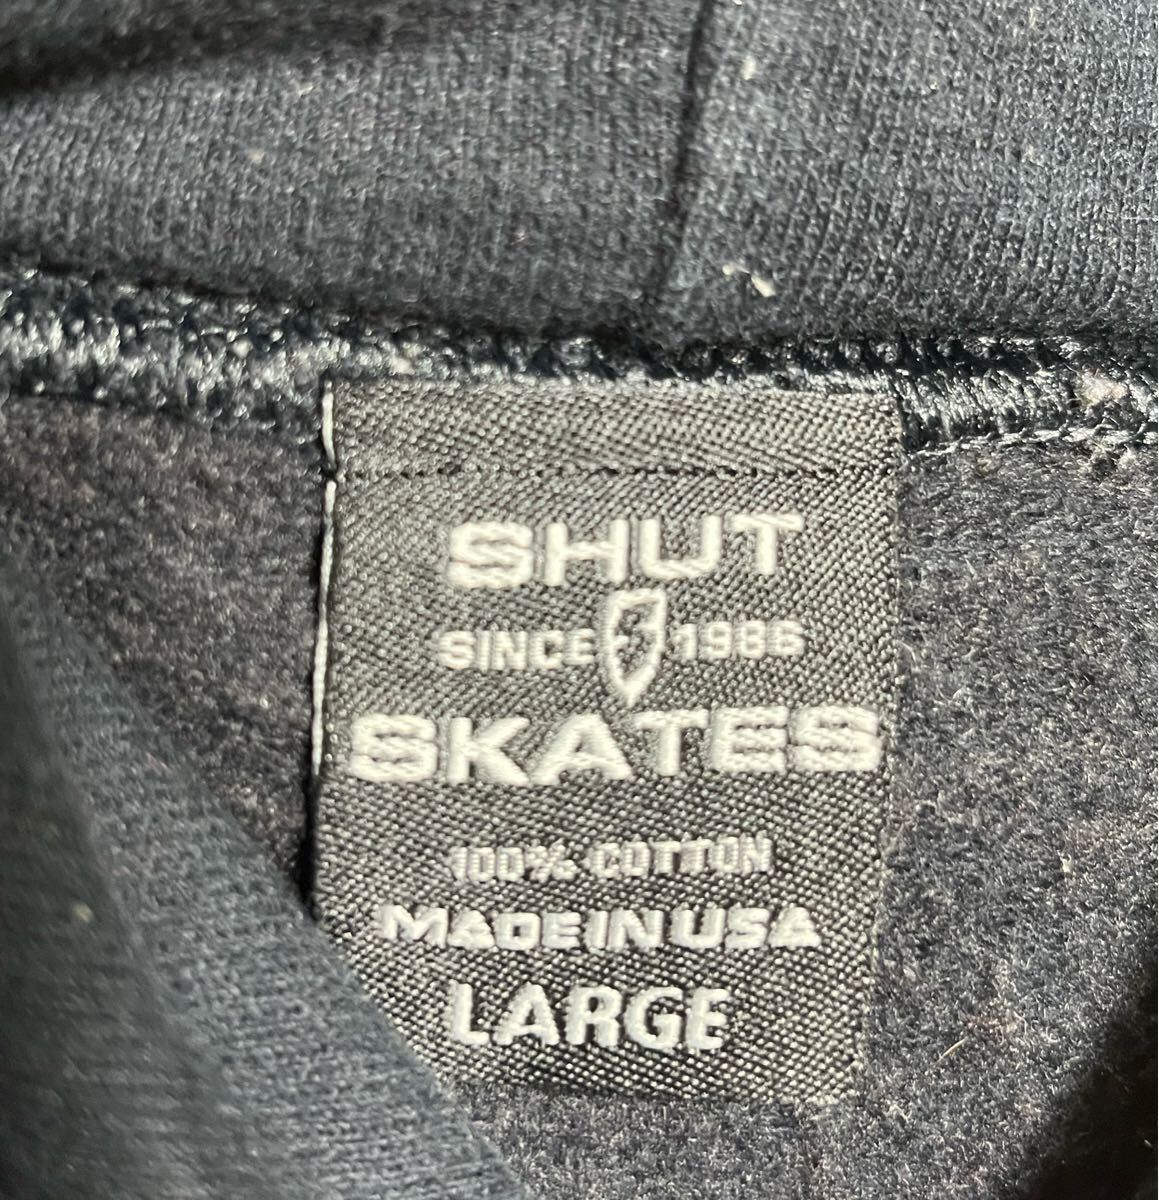 SHUT
SINCE 1986
SKATES
100% COTTON
MADE IN USA
LARGE